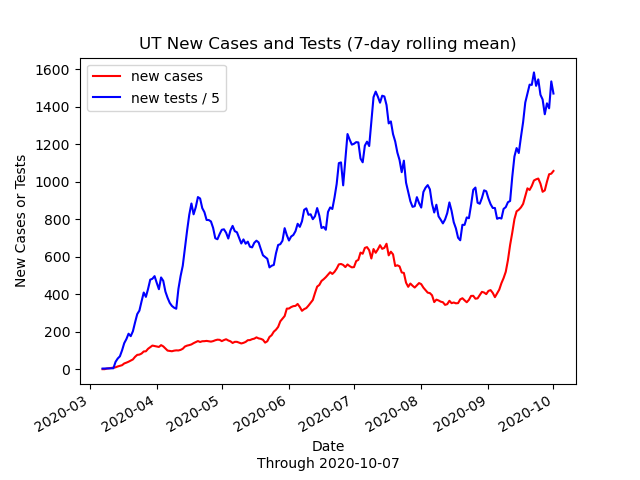 UT New Cases and Tests (7-day rolling mean)
new cases
new tests / 5
New Cases or Tests
1600
1400
1200
1000
800
600
400
200
0
2020-03
2020-04
2020-05
2020-06
2020-07
2020-08
2020-09
2020-10
Date
Through 2020-10-07